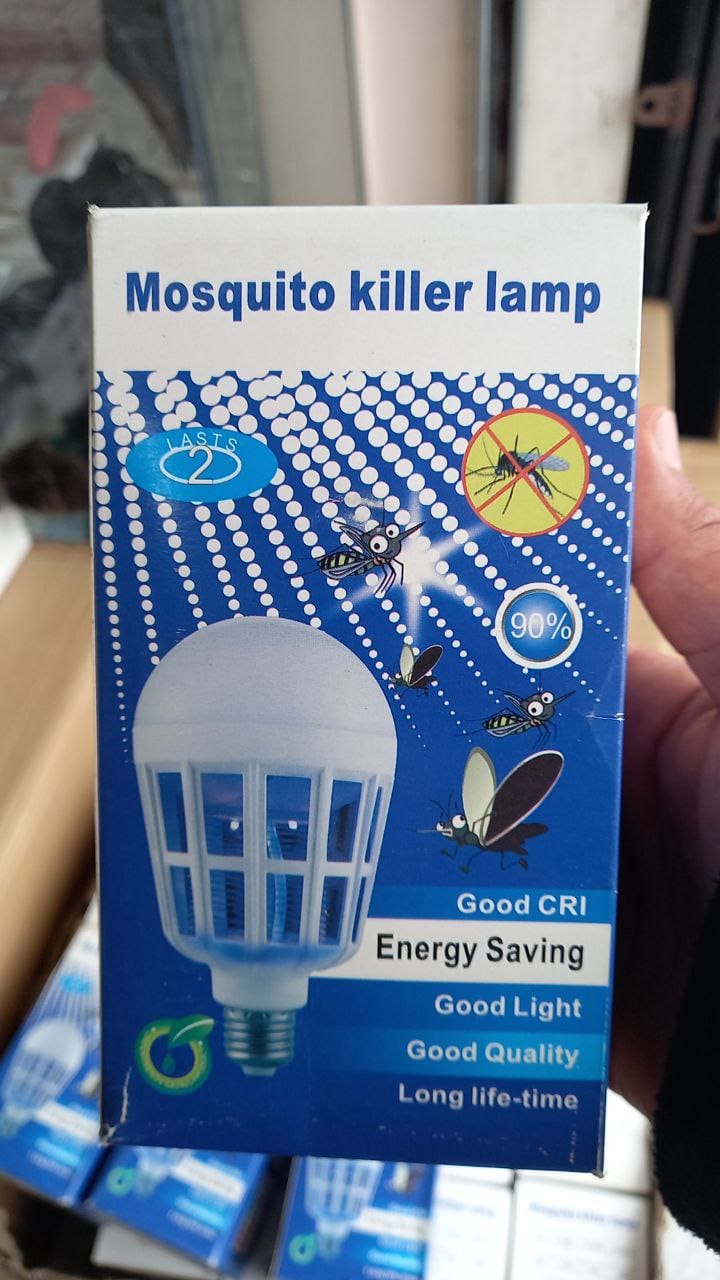 Mosquito killer lamp
LASTS
2
90%
Good CRI
Energy Saving
Good Light
Good Quality
Long life-time